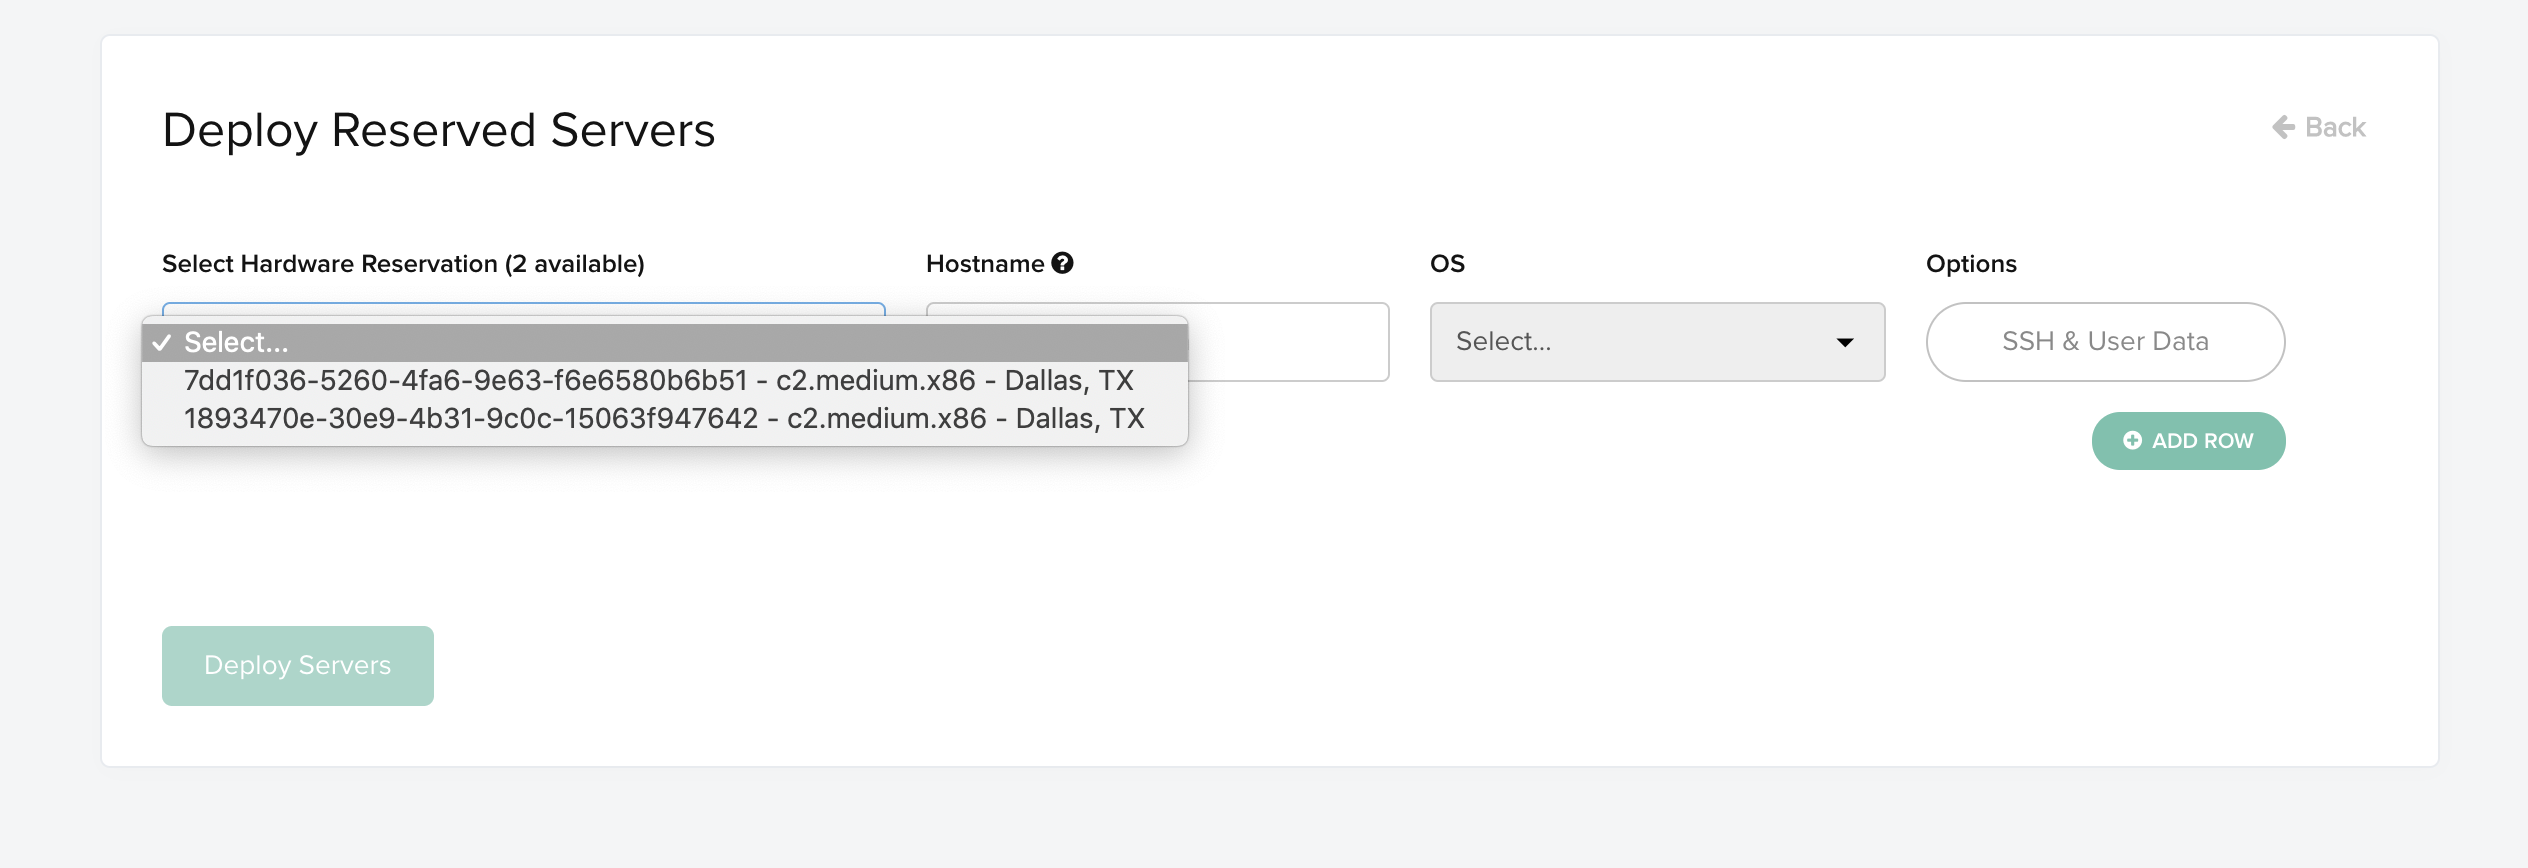 Deploy Reserved Servers
Back
Select Hardware Reservation (2 available)
Hostname
OS
Options
Select...
7dd1f036-5260-4fa6-9e63-f6e6580b6b51 - c2.medium.x86 - Dallas, TX
1893470e-30e9-4b31-9c0c-15063f947642 - c2.medium.x86 - Dallas, TX
Select...
SSH & User Data
ADD ROW
Deploy Servers